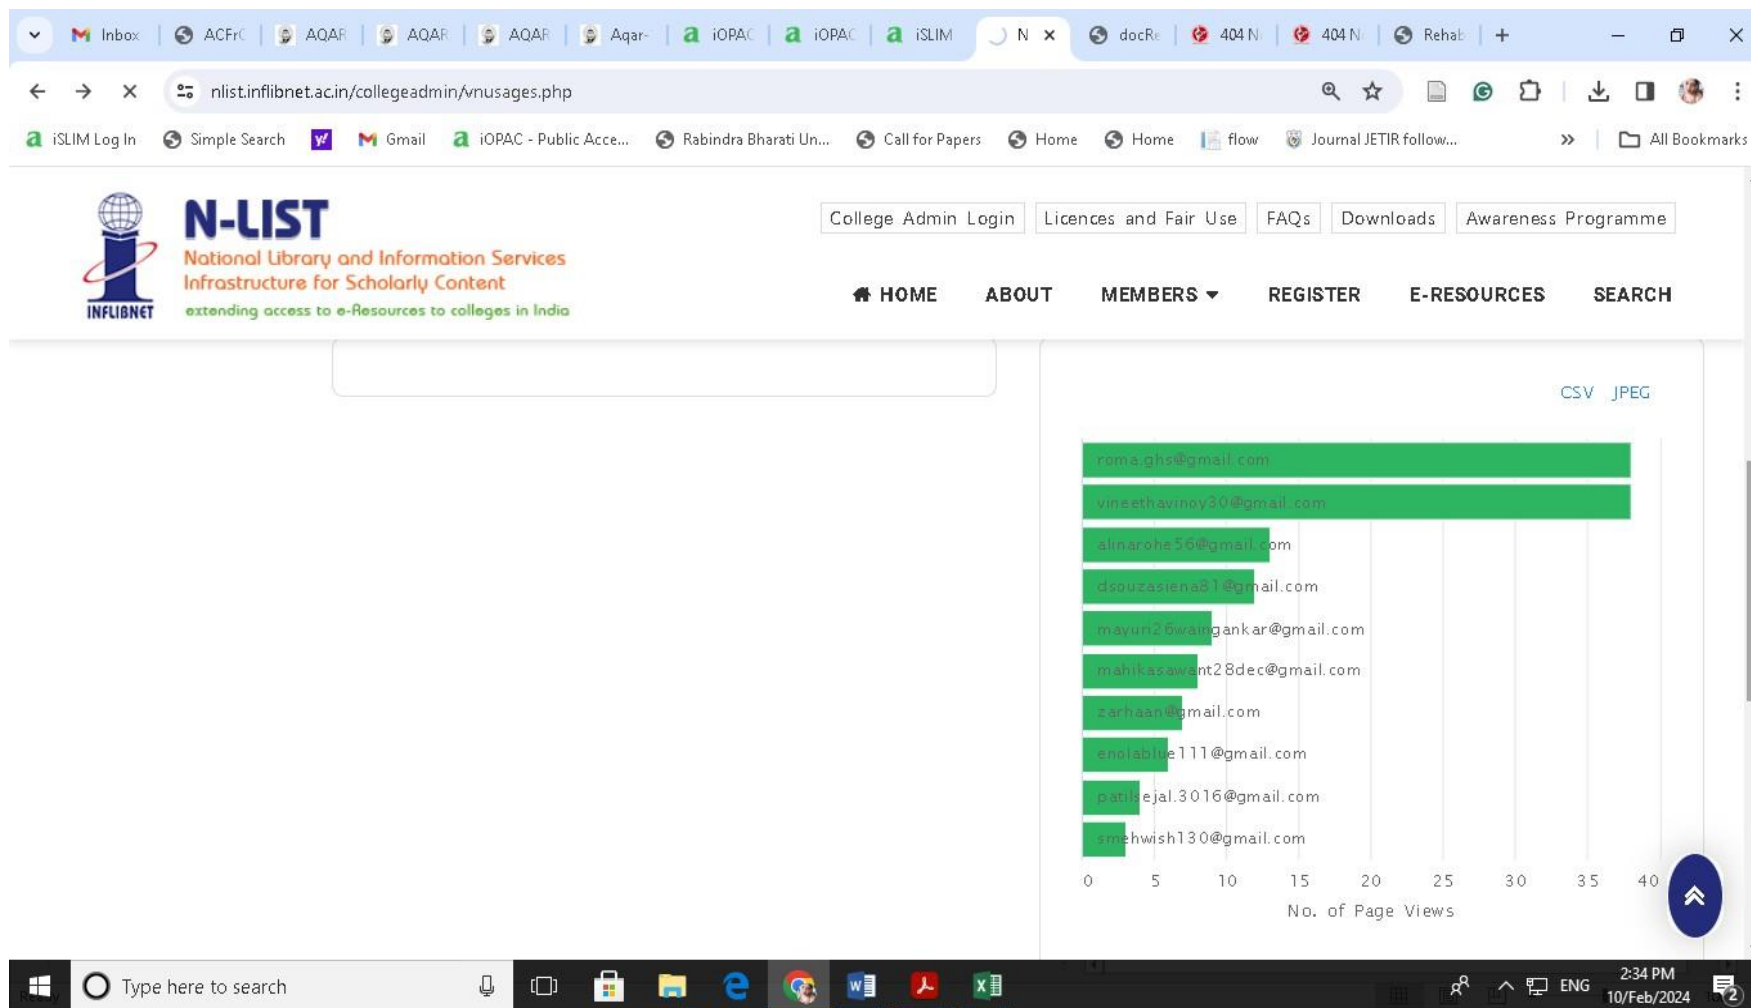 Inbox ACFrC AQAR AQAR AQAR Aqar- iOPAC iOPAC iSLIM N docRe 404 N 404 N Rehab
nlist.inflibnet.ac.in/collegeadmin/vnusages.php
iSLIM Log In Simple Search Gmail iOPAC - Public Acce... Rabindra Bharati Un... Call for Papers Home Home flow Journal JETIR follow... All Bookmarks
INFLIBNET
N-LIST
National Library and Information Services
Infrastructure for Scholarly Content
extending access to e-Resources to colleges in India
College Admin Login Licences and Fair Use FAQs Downloads Awareness Programme
HOME ABOUT MEMBERS REGISTER E-RESOURCES SEARCH
CSV JPEG
roma.ghs@gmail.com
vineethavinoy30@gmail.com
alinarohe56@gmail.com
dsouzasiena81@gmail.com
mayuri26waingankar@gmail.com
mahikasawant28dec@gmail.com
zarhaan@gmail.com
enolablue111@gmail.com
patilsejal.3016@gmail.com
smehwish130@gmail.com
0 5 10 15 20 25 30 35 40
No. of Page Views
Type here to search
ENG
2:34 PM
10/Feb/2024
2